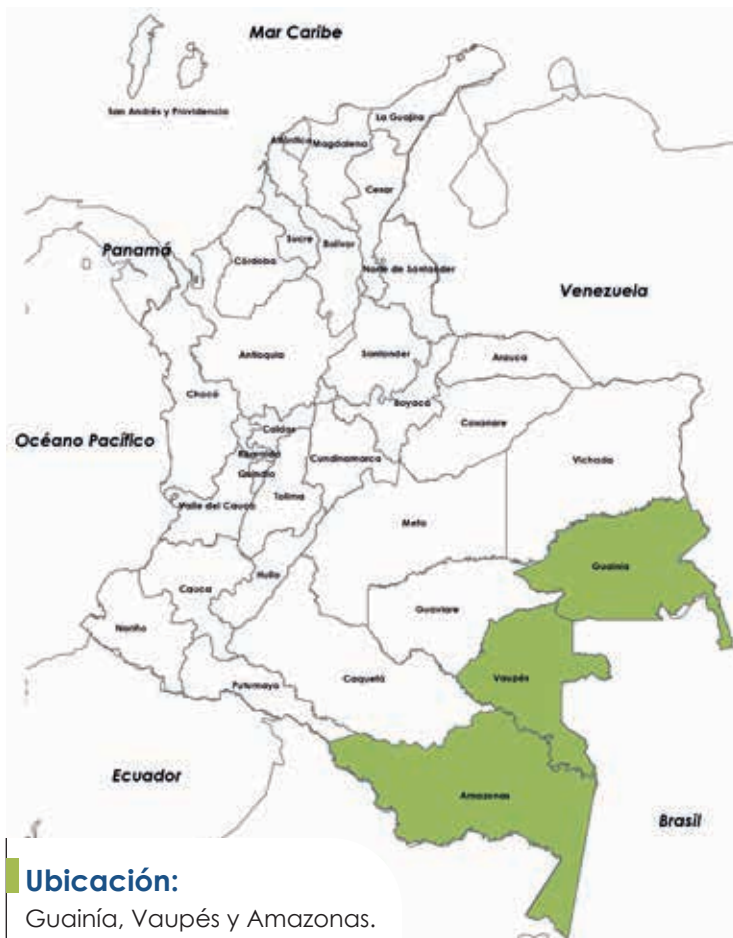 Mar Caribe
San Andrés y Providencia
La Guajira
Atlántico
Magdalena
Cesar
Sucre
Bolívar
Panamá
Córdoba
Norte de Santander
Venezuela
Antioquia
Santander
Arauca
Chocó
Boyacá
Océano Pacífico
Caldas
Casanare
Risaralda
Cundinamarca
Vichada
Quindío
Tolima
Valle del Cauca
Meta
Guainía
Huila
Cauca
Guaviare
Nariño
Vaupés
Caquetá
Putumayo
Ecuador
Amazonas
Brasil
Ubicación:
Guainía, Vaupés y Amazonas.